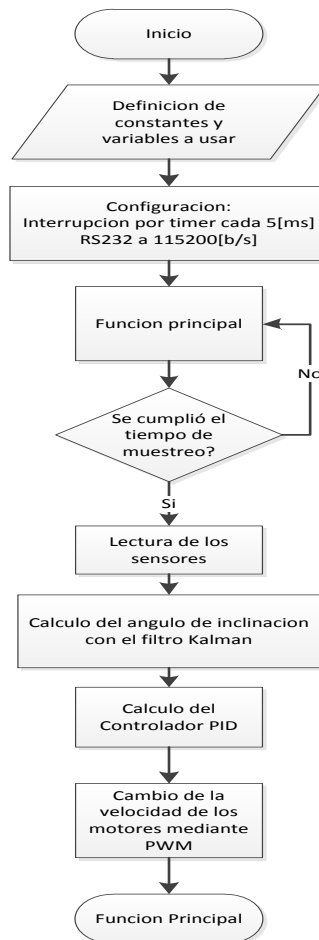 Inicio
Definicion de
constantes y
variables a usar
Configuracion:
Interrupcion por timer cada 5[ms]
RS232 a 115200[b/s]
Funcion principal
No
Se cumplió el
tiempo de
muestreo?
Si
Lectura de los
sensores
Calculo del angulo de inclinacion
con el filtro Kalman
Calculo del
Controlador PID
Cambio de la
velocidad de los
motores mediante
PWM
Funcion Principal